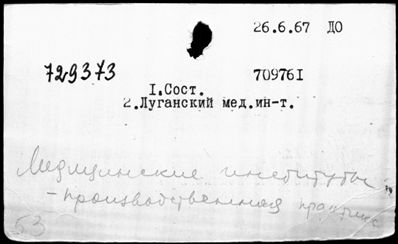 26.6.67 ДО
729373 709761
I.Сост.
2.Луганский мед.ин-т.
Медицинские институты -
- производственная практика
53